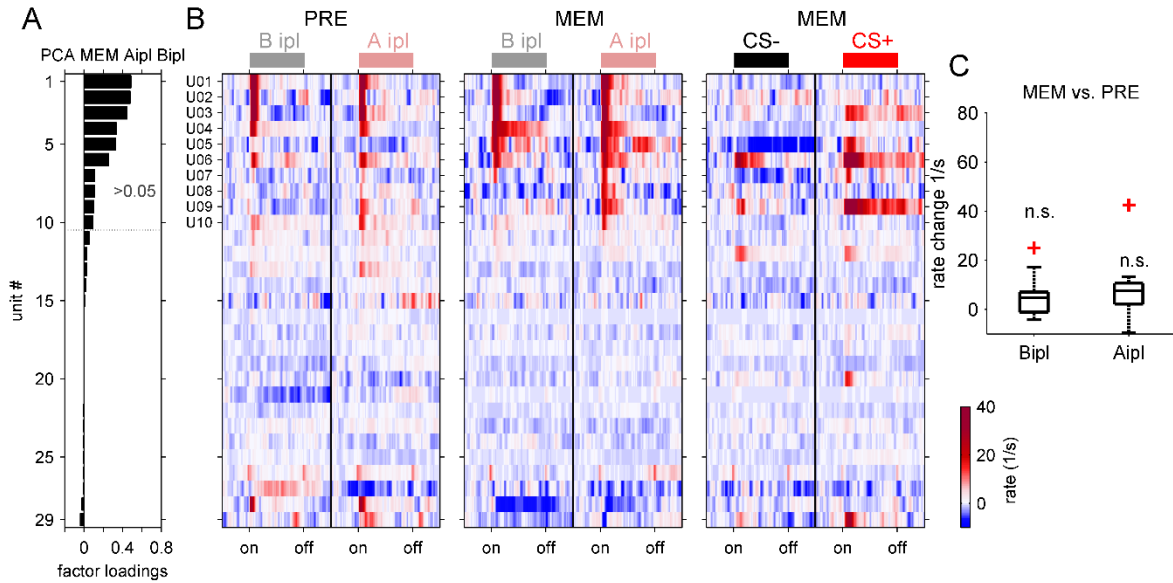 A
B
PRE
MEM
MEM
PCA MEM Aipl Bipl
B ipl
A ipl
B ipl
A ipl
CS-
CS+
C
MEM vs. PRE
1
5
10
15
20
25
29
unit #
>0.05
0
0.4
0.8
factor loadings
U01
U02
U03
U04
U05
U06
U07
U08
U09
U10
on
off
on
off
on
off
on
off
on
off
on
off
80
60
40
20
0
rate change 1/s
n.s.
n.s.
Bipl
Aipl
40
20
0
rate (1/s)